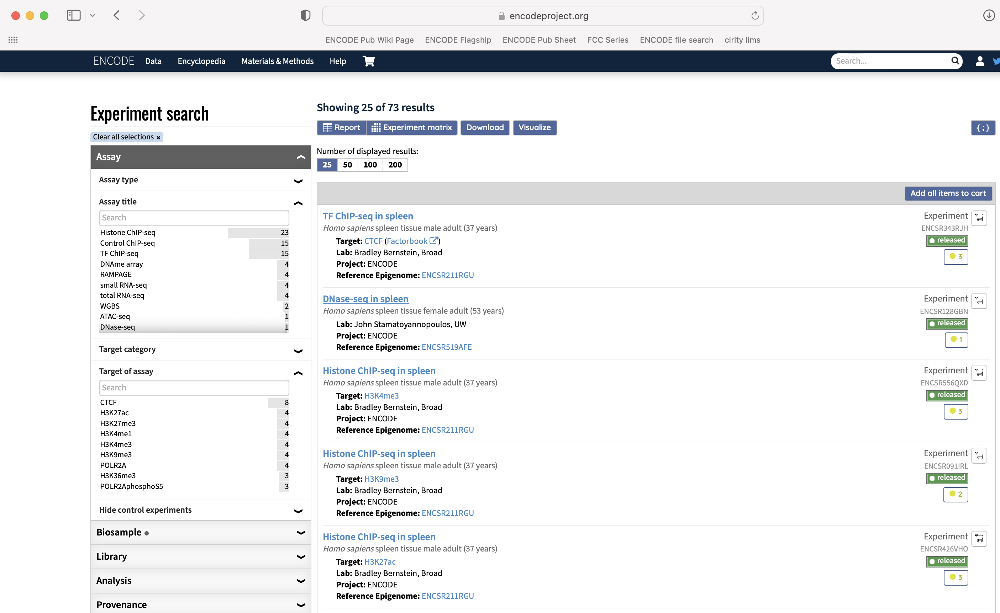 encodeproject.org
ENCODE Pub Wiki Page ENCODE Flagship ENCODE Pub Sheet FCC Series ENCODE file search clrity lims
ENCODE Data Encyclopedia Materials & Methods Help Search...
Experiment search
Clear all selections ×
Assay
Assay type
Assay title
Search
Histone ChIP-seq 23
Control ChIP-seq 15
TF ChIP-seq 15
DNAme array 4
RAMPAGE 4
small RNA-seq 4
total RNA-seq 4
WGBS 2
ATAC-seq 1
DNase-seq 1
Target category
Target of assay
Search
CTCF 8
H3K27ac 4
H3K27me3 4
H3K4me1 4
H3K4me3 4
H3K9me3 4
POLR2A 4
H3K36me3 3
POLR2AphosphoS5 3
Hide control experiments
Biosample
Library
Analysis
Provenance
Showing 25 of 73 results
Report Experiment matrix Download Visualize {;}
Number of displayed results:
25 50 100 200
Add all items to cart
TF ChIP-seq in spleen Experiment
Homo sapiens spleen tissue male adult (37 years) ENCSR343RJH
Target: CTCF (Factorbook) released
Lab: Bradley Bernstein, Broad 3
Project: ENCODE
Reference Epigenome: ENCSR211RGU
DNase-seq in spleen Experiment
Homo sapiens spleen tissue female adult (53 years) ENCSR128GBN
Lab: John Stamatoyannopoulos, UW released
Project: ENCODE 1
Reference Epigenome: ENCSR519AFE
Histone ChIP-seq in spleen Experiment
Homo sapiens spleen tissue male adult (37 years) ENCSR556QXD
Target: H3K4me3 released
Lab: Bradley Bernstein, Broad 3
Project: ENCODE
Reference Epigenome: ENCSR211RGU
Histone ChIP-seq in spleen Experiment
Homo sapiens spleen tissue male adult (37 years) ENCSR091IRL
Target: H3K9me3 released
Lab: Bradley Bernstein, Broad 2
Project: ENCODE
Reference Epigenome: ENCSR211RGU
Histone ChIP-seq in spleen Experiment
Homo sapiens spleen tissue male adult (37 years) ENCSR426VHO
Target: H3K27ac released
Lab: Bradley Bernstein, Broad 3
Project: ENCODE
Reference Epigenome: ENCSR211RGU